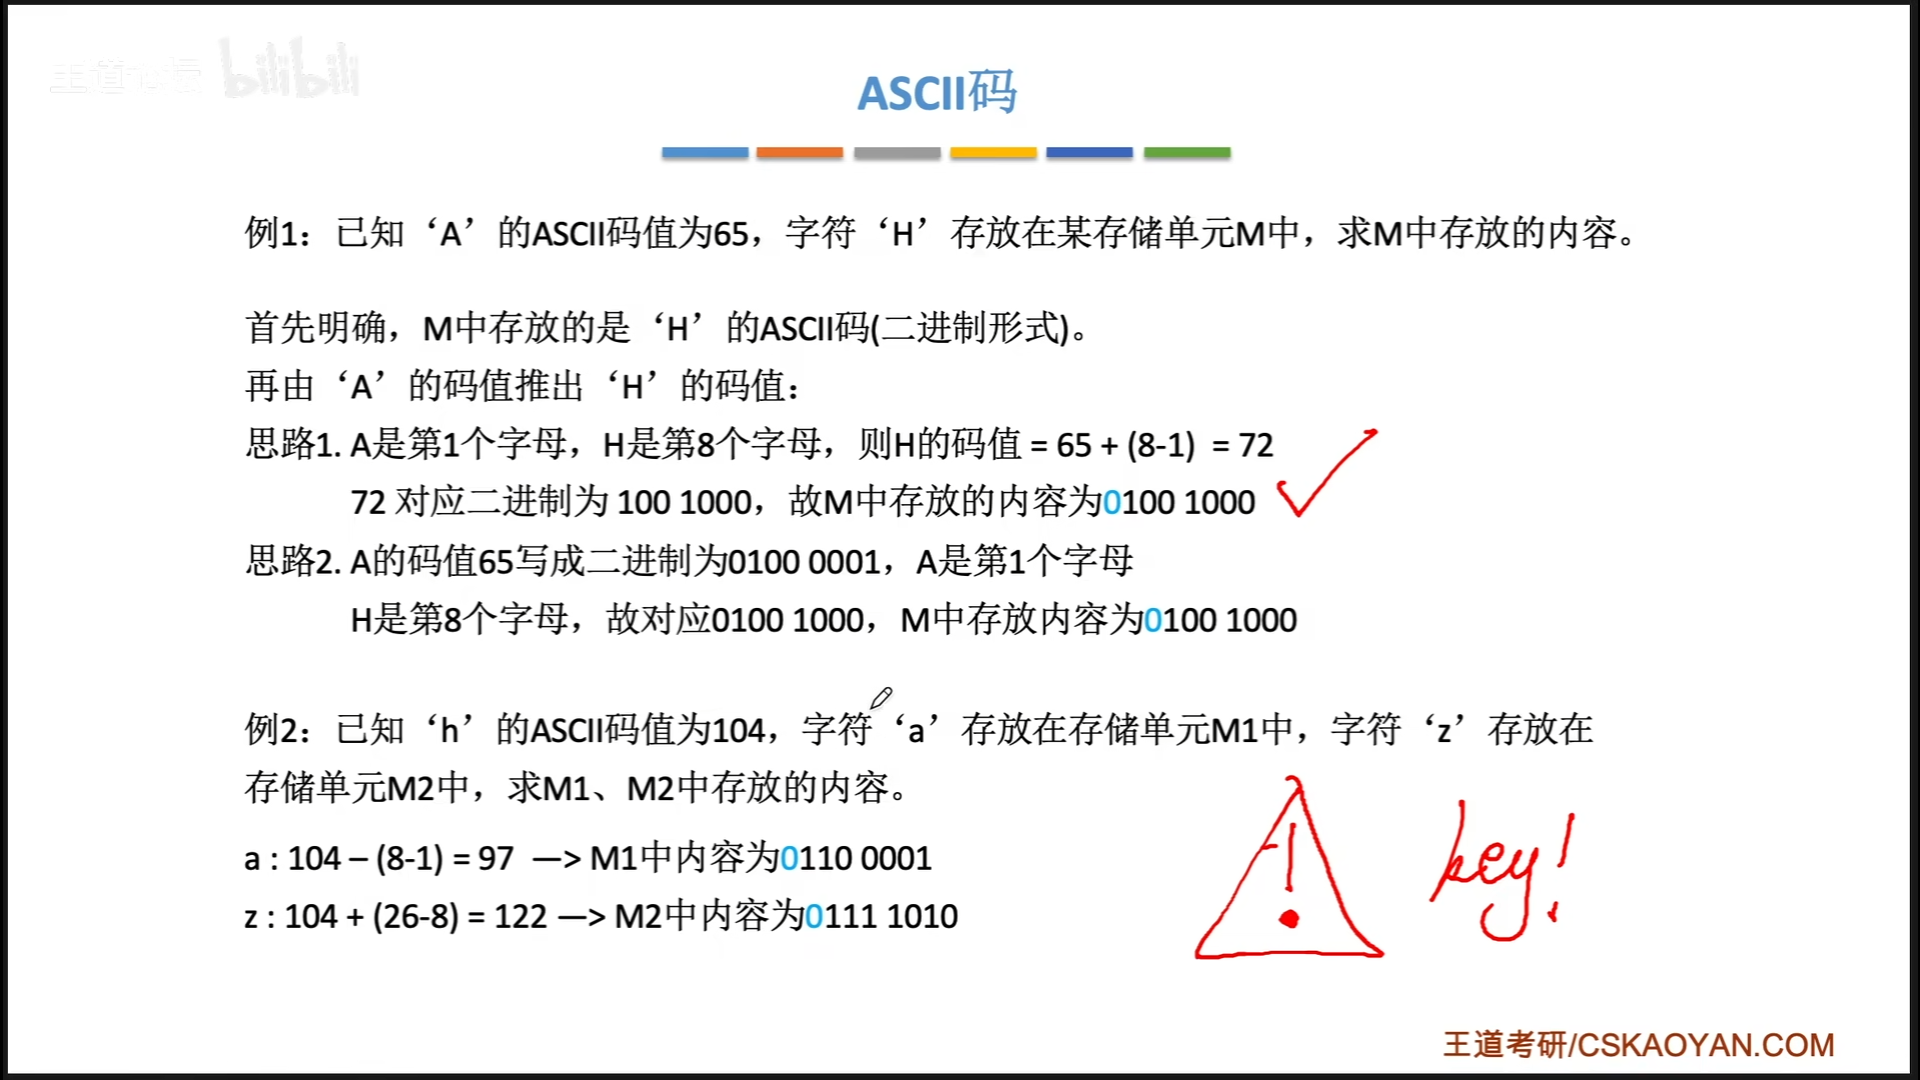 bilibili
ASCII码
例1：已知‘A’的ASCII码值为65，字符‘H’存放在某存储单元M中，求M中存放的内容。
首先明确，M中存放的是‘H’的ASCII码(二进制形式)。
再由‘A’的码值推出‘H’的码值：
思路1. A是第1个字母，H是第8个字母，则H的码值 = 65 + (8-1) = 72
72 对应二进制为 100 1000，故M中存放的内容为0100 1000
思路2. A的码值65写成二进制为0100 0001，A是第1个字母
H是第8个字母，故对应0100 1000，M中存放内容为0100 1000
例2：已知‘h’的ASCII码值为104，字符‘a’存放在存储单元M1中，字符‘z’存放在
存储单元M2中，求M1、M2中存放的内容。
a : 104 – (8-1) = 97 —> M1中内容为0110 0001
z : 104 + (26-8) = 122 —> M2中内容为0111 1010
!
key!
王道考研/CSKAOYAN.COM